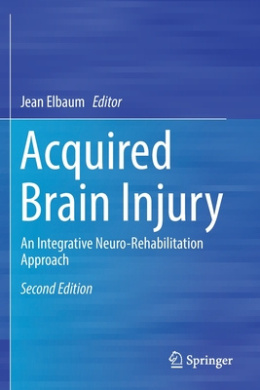 Jean Elbaum Editor
Acquired
Brain Injury
An Integrative Neuro-Rehabilitation
Approach
Second Edition
Springer